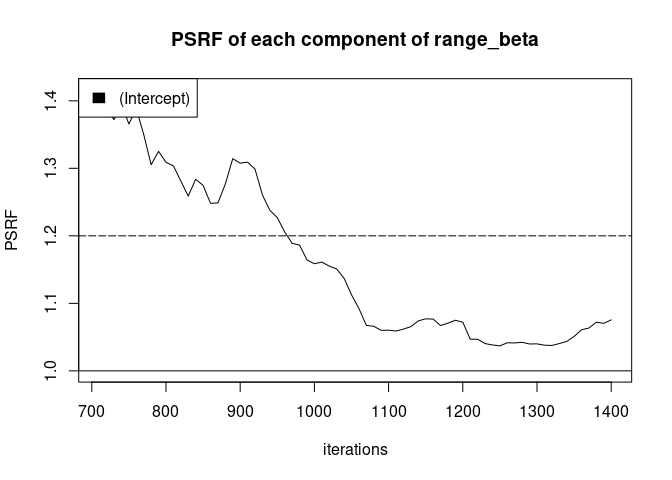 PSRF of each component of range_beta
(Intercept)
PSRF
1.4
1.3
1.2
1.1
1.0
700 800 900 1000 1100 1200 1300 1400
iterations